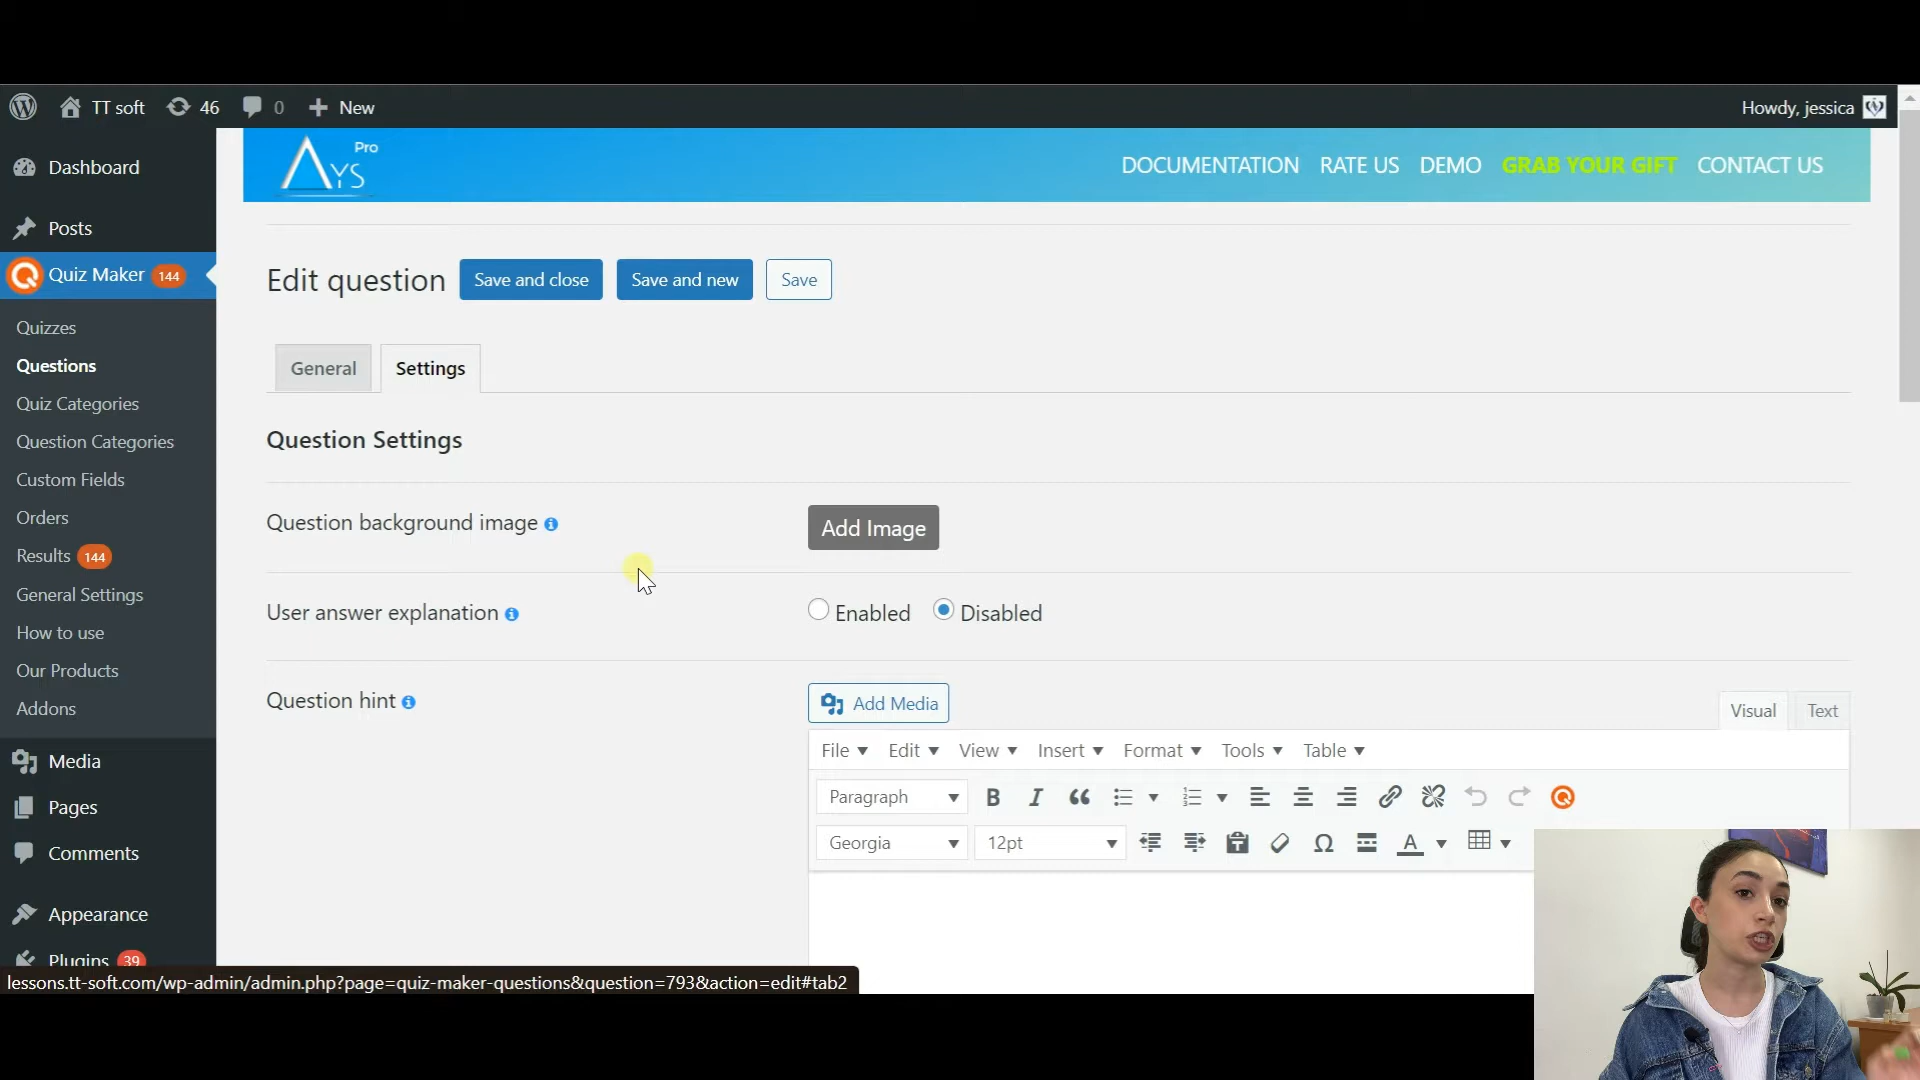 TT soft
46
0
New
Howdy, jessica
Dashboard
Posts
Quiz Maker 144
Quizzes
Questions
Quiz Categories
Question Categories
Custom Fields
Orders
Results 144
General Settings
How to use
Our Products
Addons
Media
Pages
Comments
Appearance
Plugins 39
AYS Pro
DOCUMENTATION
RATE US
DEMO
GRAB YOUR GIFT
CONTACT US
Edit question
Save and close
Save and new
Save
General
Settings
Question Settings
Question background image
Add Image
User answer explanation
Enabled
Disabled
Question hint
Add Media
Visual
Text
File
Edit
View
Insert
Format
Tools
Table
Paragraph
Georgia
12pt
lessons.tt-soft.com/wp-admin/admin.php?page=quiz-maker-questions&question=793&action=edit#tab2